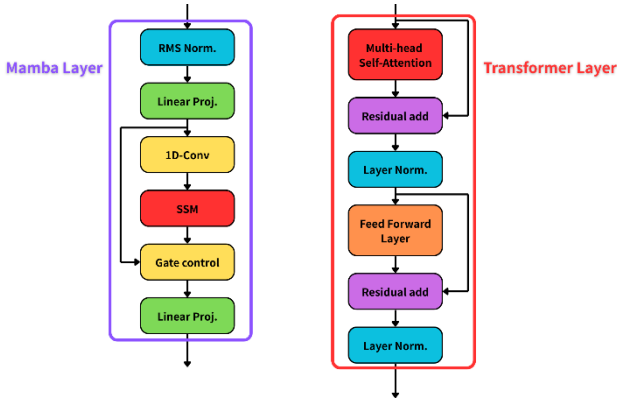 Mamba Layer
RMS Norm.
Linear Proj.
1D-Conv
SSM
Gate control
Linear Proj.
Transformer Layer
Multi-head
Self-Attention
Residual add
Layer Norm.
Feed Forward
Layer
Residual add
Layer Norm.